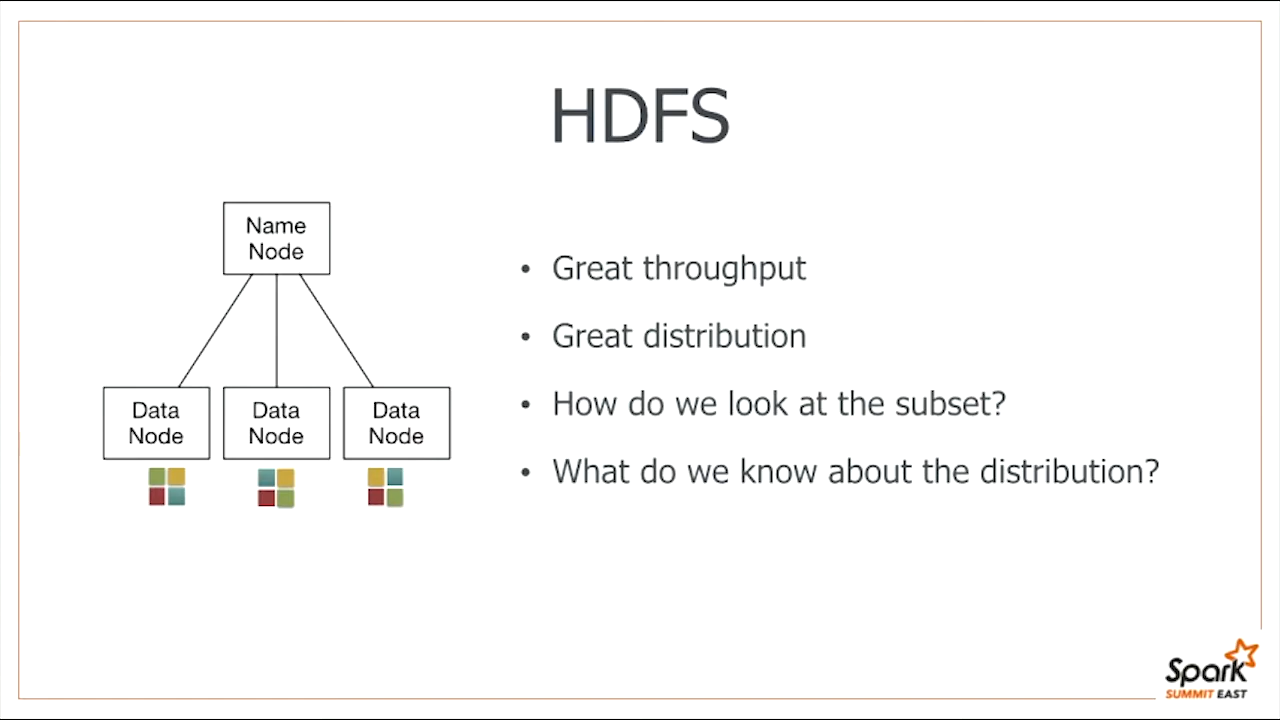 HDFS
Name
Node
Data
Node
Data
Node
Data
Node
• Great throughput
• Great distribution
• How do we look at the subset?
• What do we know about the distribution?
Spark
SUMMIT EAST